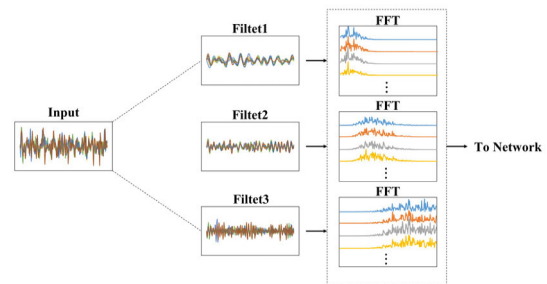 Filtet1
FFT
Input
Filtet2
FFT
To Network
Filtet3
FFT